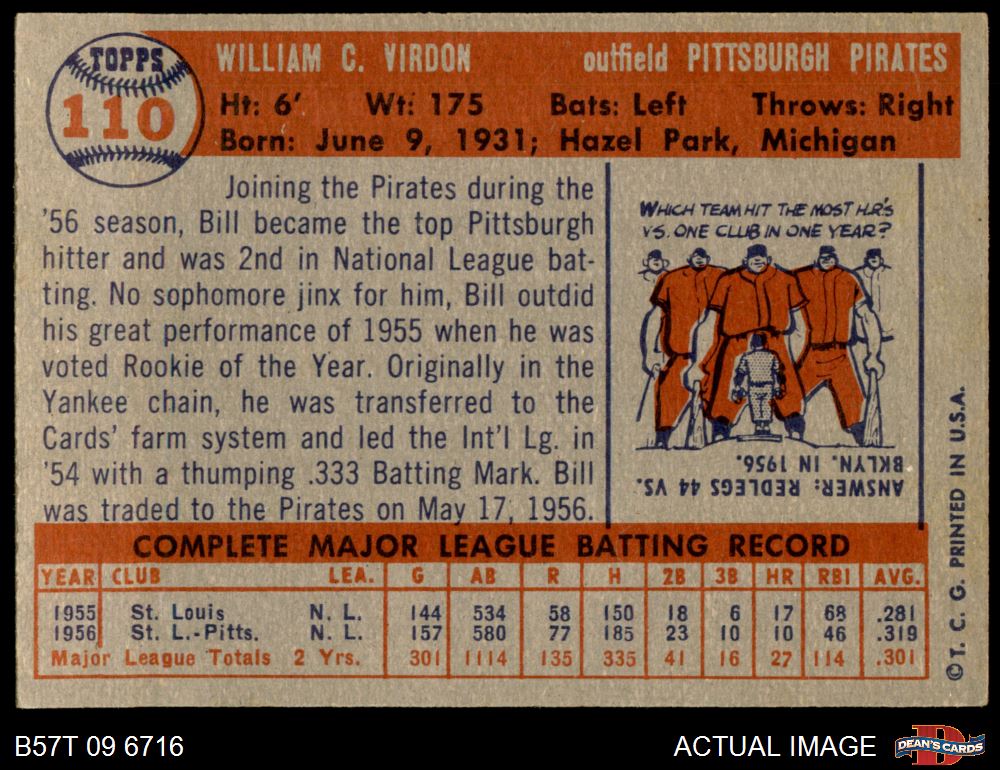 TOPPS
110
WILLIAM C. VIRDON outfield PITTSBURGH PIRATES
Ht: 6' Wt: 175 Bats: Left Throws: Right
Born: June 9, 1931; Hazel Park, Michigan
Joining the Pirates during the
'56 season, Bill became the top Pittsburgh
hitter and was 2nd in National League bat-
ting. No sophomore jinx for him, Bill outdid
his great performance of 1955 when he was
voted Rookie of the Year. Originally in the
Yankee chain, he was transferred to the
Cards' farm system and led the Int'l Lg. in
'54 with a thumping .333 Batting Mark. Bill
was traded to the Pirates on May 17, 1956.
WHICH TEAM HIT THE MOST H.R'S
VS. ONE CLUB IN ONE YEAR?
ANSWER: REDLEGS 44 VS.
BKLYN. IN 1956.
COMPLETE MAJOR LEAGUE BATTING RECORD
YEAR CLUB LEA. G AB R H 2B 3B HR RBI AVG.
1955 St. Louis N. L. 144 534 58 150 18 6 17 68 .281
1956 St. L.-Pitts. N. L. 157 580 77 185 23 10 10 46 .319
Major League Totals 2 Yrs. 301 1114 135 335 41 16 27 114 .301
© T. C. G. PRINTED IN U.S.A.
B57T 09 6716
ACTUAL IMAGE
D
DEAN'S CARDS